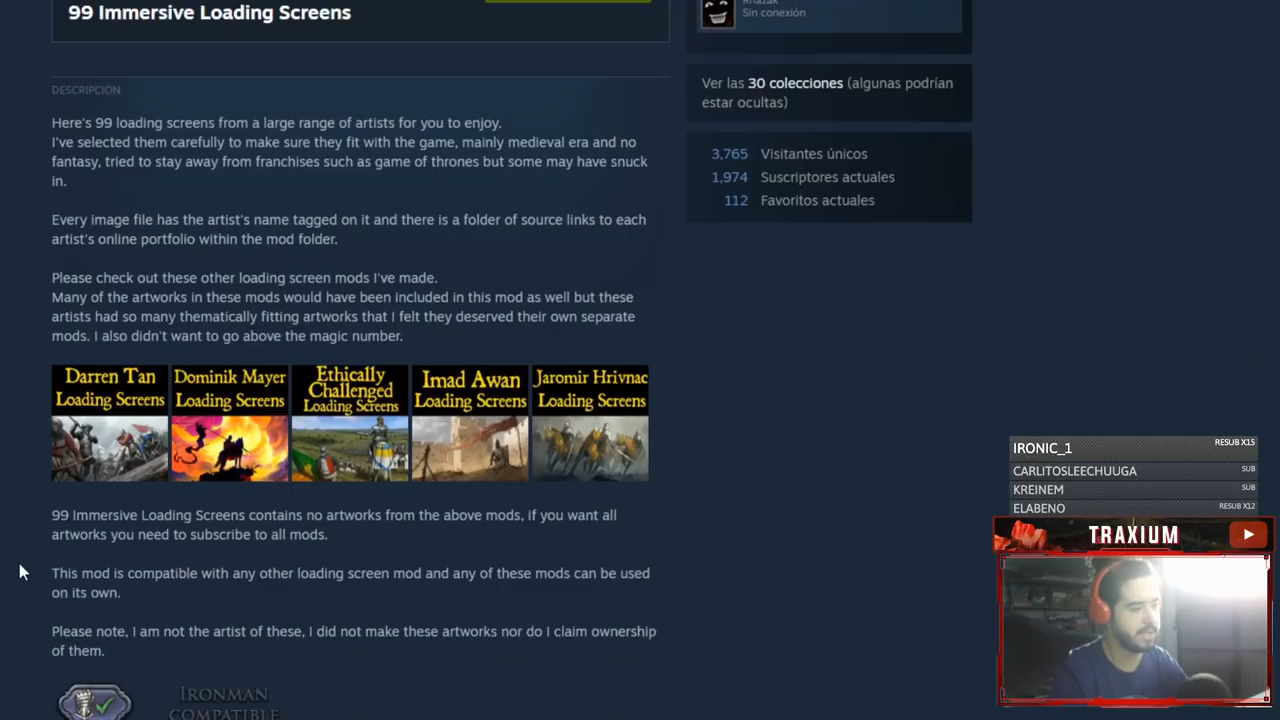 99 Immersive Loading Screens
DESCRIPCIÓN
Here's 99 loading screens from a large range of artists for you to enjoy.
I've selected them carefully to make sure they fit with the game, mainly medieval era and no
fantasy, tried to stay away from franchises such as game of thrones but some may have snuck
in.
Every image file has the artist's name tagged on it and there is a folder of source links to each
artist's online portfolio within the mod folder.
Please check out these other loading screen mods I've made.
Many of the artworks in these mods would have been included in this mod as well but these
artists had so many thematically fitting artworks that I felt they deserved their own separate
mods. I also didn't want to go above the magic number.
Darren Tan
Loading Screens
Dominik Mayer
Loading Screens
Ethically
Challenged
Loading Screens
Imad Awan
Loading Screens
Jaromir Hrivnac
Loading Screens
99 Immersive Loading Screens contains no artworks from the above mods, if you want all
artworks you need to subscribe to all mods.
This mod is compatible with any other loading screen mod and any of these mods can be used
on its own.
Please note, I am not the artist of these, I did not make these artworks nor do I claim ownership
of them.
IRONMAN
COMPATIBLE
Sin conexión
Ver las 30 colecciones (algunas podrían
estar ocultas)
3,765 Visitantes únicos
1,974 Suscriptores actuales
112 Favoritos actuales
IRONIC_1 RESUB X15
CARLITOSLEECHUUGA SUB
KREINEM SUB
ELABENO RESUB X12
TRAXIUM